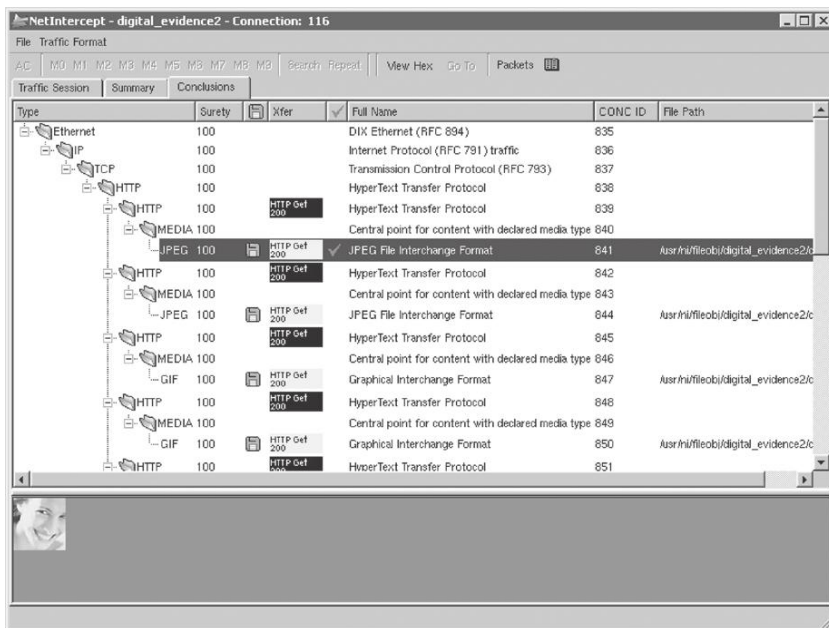 NetIntercept - digital_evidence2 - Connection: 116
File Traffic Format
AC M0 M1 M2 M3 M4 M5 M6 M7 M8 M9 Search Repeat View Hex Go To Packets
Traffic Session Summary Conclusions
Type Surety Xfer Full Name CONC ID File Path
Ethernet 100 DIX Ethernet (RFC 894) 835
IP 100 Internet Protocol (RFC 791) traffic 836
TCP 100 Transmission Control Protocol (RFC 793) 837
HTTP 100 HyperText Transfer Protocol 838
HTTP 100 HTTP Get 200 HyperText Transfer Protocol 839
MEDIA 100 Central point for content with declared media type 840
JPEG 100 HTTP Get 200 JPEG File Interchange Format 841 /usr/ni/fileobj/digital_evidence2/c
HTTP 100 HTTP Get 200 HyperText Transfer Protocol 842
MEDIA 100 Central point for content with declared media type 843
JPEG 100 HTTP Get 200 JPEG File Interchange Format 844 /usr/ni/fileobj/digital_evidence2/c
HTTP 100 HTTP Get 200 HyperText Transfer Protocol 845
MEDIA 100 Central point for content with declared media type 846
GIF 100 HTTP Get 200 Graphical Interchange Format 847 /usr/ni/fileobj/digital_evidence2/c
HTTP 100 HTTP Get 200 HyperText Transfer Protocol 848
MEDIA 100 Central point for content with declared media type 849
GIF 100 HTTP Get 200 Graphical Interchange Format 850 /usr/ni/fileobj/digital_evidence2/c
HTTP 100 HTTP Get 200 HyperText Transfer Protocol 851